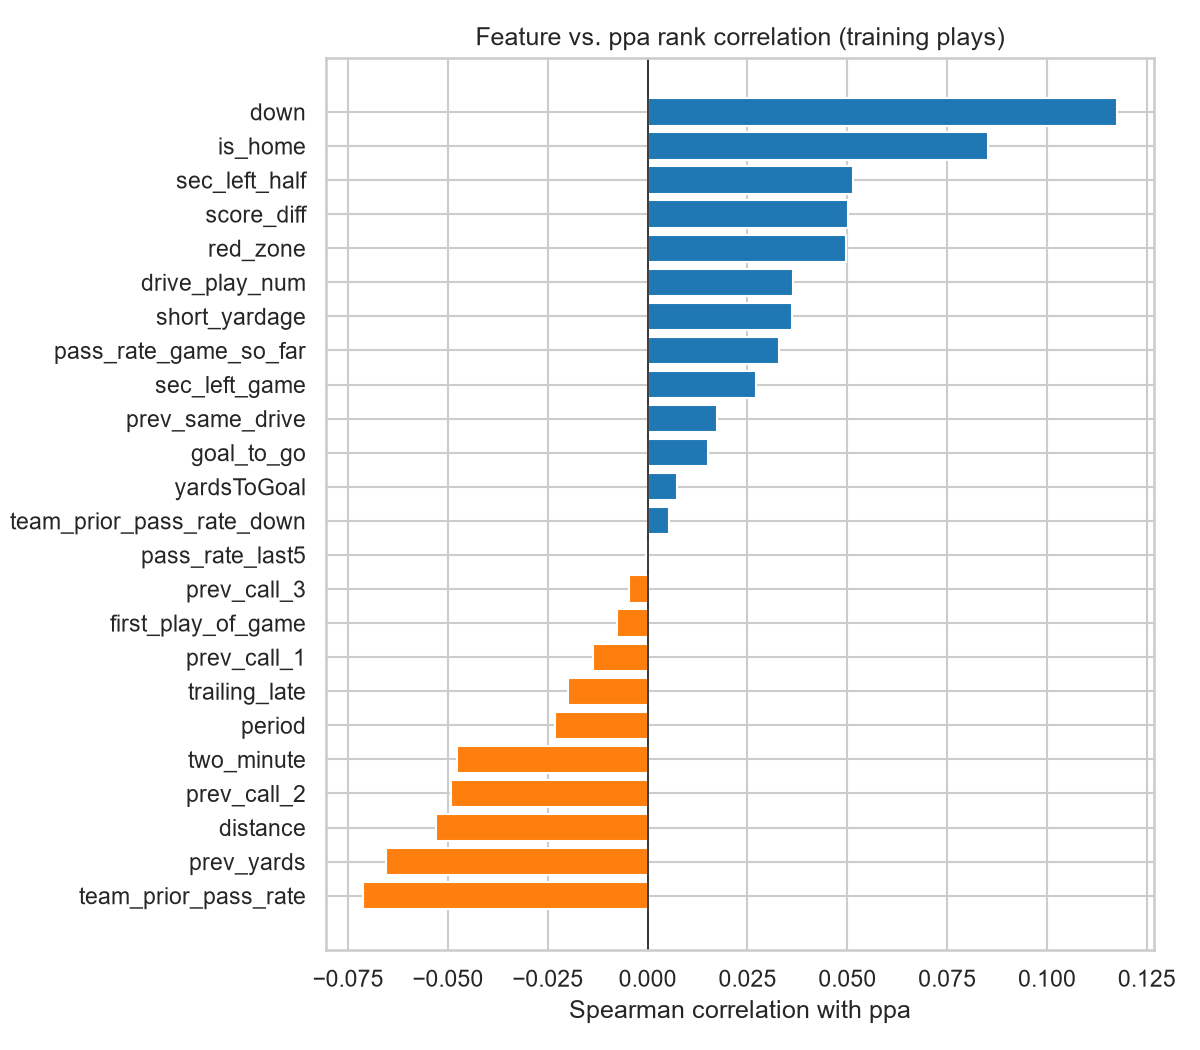 Feature vs. ppa rank correlation (training plays)
down
is_home
sec_left_half
score_diff
red_zone
drive_play_num
short_yardage
pass_rate_game_so_far
sec_left_game
prev_same_drive
goal_to_go
yardsToGoal
team_prior_pass_rate_down
pass_rate_last5
prev_call_3
first_play_of_game
prev_call_1
trailing_late
period
two_minute
prev_call_2
distance
prev_yards
team_prior_pass_rate
−0.075 −0.050 −0.025 0.000 0.025 0.050 0.075 0.100 0.125
Spearman correlation with ppa